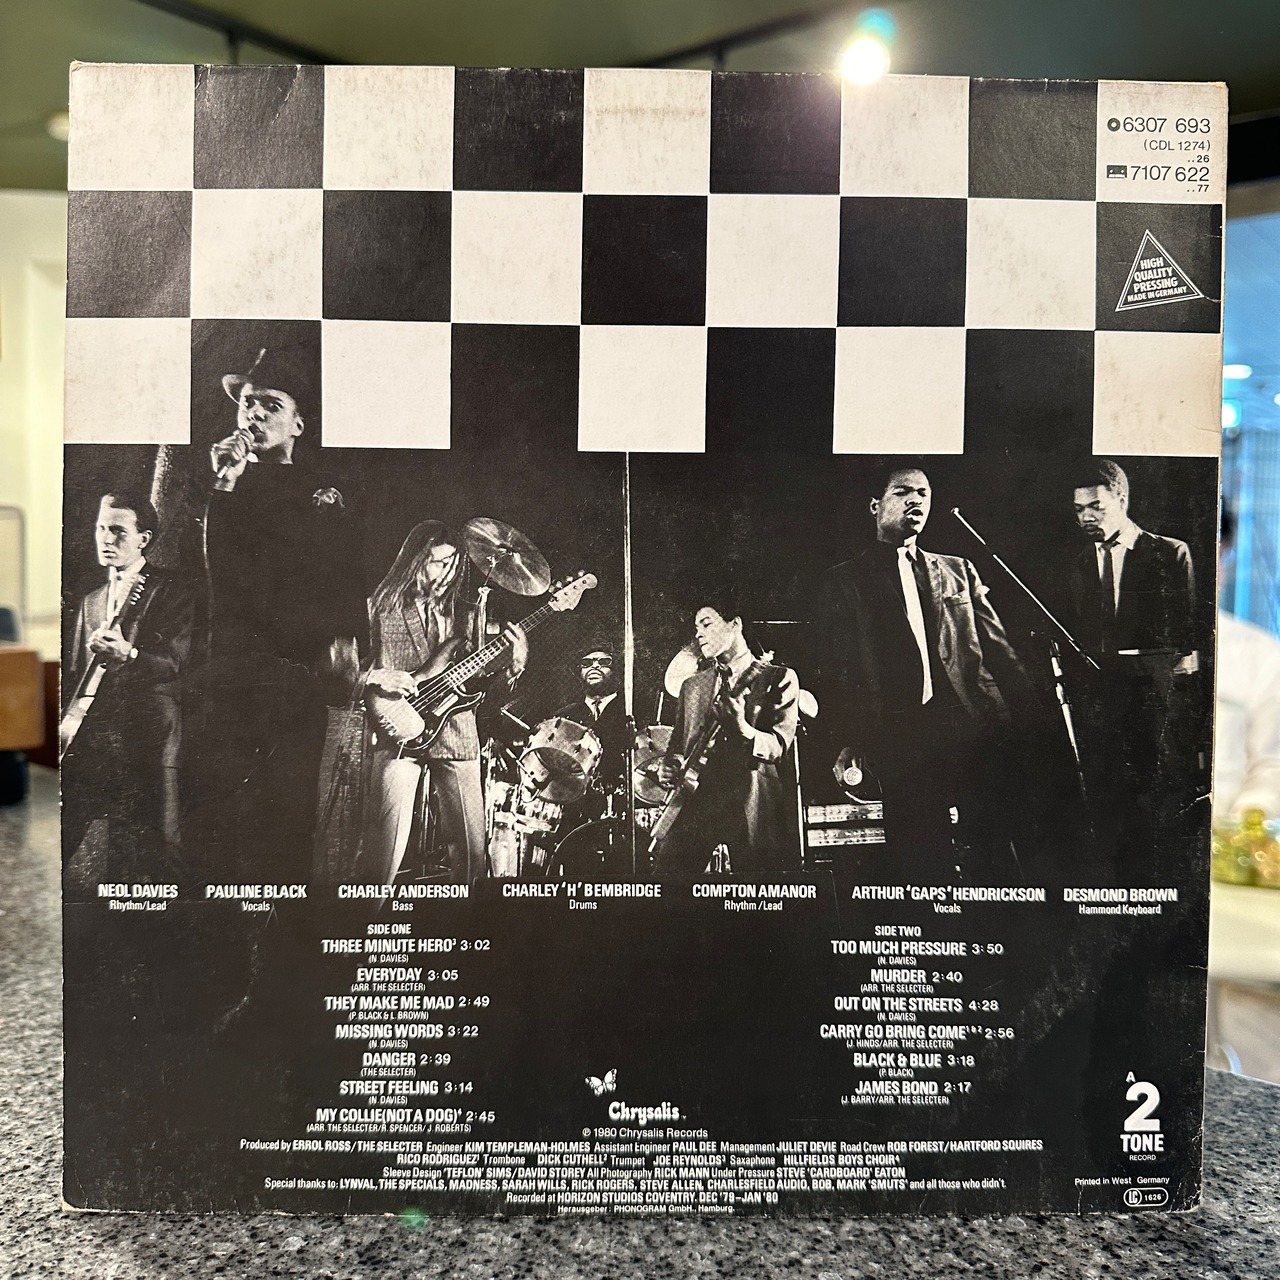 6307 693
(CDL 1274)
..26
7107 622
..77
HIGH
QUALITY
PRESSING
MADE IN GERMANY
NEOL DAVIES
Rhythm/Lead
PAULINE BLACK
Vocals
CHARLEY ANDERSON
Bass
CHARLEY 'H' BEMBRIDGE
Drums
COMPTON AMANOR
Rhythm/Lead
ARTHUR 'GAPS' HENDRICKSON
Vocals
DESMOND BROWN
Hammond Keyboard
SIDE ONE
THREE MINUTE HERO³ 3:02
(N. DAVIES)
EVERYDAY 3:05
(ARR. THE SELECTER)
THEY MAKE ME MAD 2:49
(P. BLACK & L. BROWN)
MISSING WORDS 3:22
(N. DAVIES)
DANGER 2:39
(THE SELECTER)
STREET FEELING 3:14
(N. DAVIES)
MY COLLIE(NOT A DOG)⁴ 2:45
(ARR. THE SELECTER/R. SPENCER/J. ROBERTS)
SIDE TWO
TOO MUCH PRESSURE 3:50
(N. DAVIES)
MURDER 2:40
(ARR. THE SELECTER)
OUT ON THE STREETS 4:28
(N. DAVIES)
CARRY GO BRING COME¹&² 2:56
(J. HINDS/ARR. THE SELECTER)
BLACK & BLUE 3:18
(P. BLACK)
JAMES BOND 2:17
(J. BARRY/ARR. THE SELECTER)
Chrysalis
℗ 1980 Chrysalis Records
Produced by ERROL ROSS/THE SELECTER Engineer KIM TEMPLEMAN-HOLMES Assistant Engineer PAUL DEE Management JULIET DEVIE Road Crew ROB FOREST/HARTFORD SQUIRES
RICO RODRIGUEZ¹ Trombone DICK CUTHELL² Trumpet JOE REYNOLDS³ Saxaphone HILLFIELDS BOYS CHOIR⁴
Sleeve Design 'TEFLON' SIMS/DAVID STOREY All Photography RICK MANN Under Pressure STEVE 'CARDBOARD' EATON
Special thanks to: LYNVAL, THE SPECIALS, MADNESS, SARAH WILLS, RICK ROGERS, STEVE ALLEN, CHARLESFIELD AUDIO, BOB, MARK 'SMUTS' and all those who didn't.
Recorded at HORIZON STUDIOS COVENTRY. DEC '79–JAN '80
Herausgeber: PHONOGRAM GmbH., Hamburg.
A
2
TONE
RECORD
Printed in West Germany
LC 1626